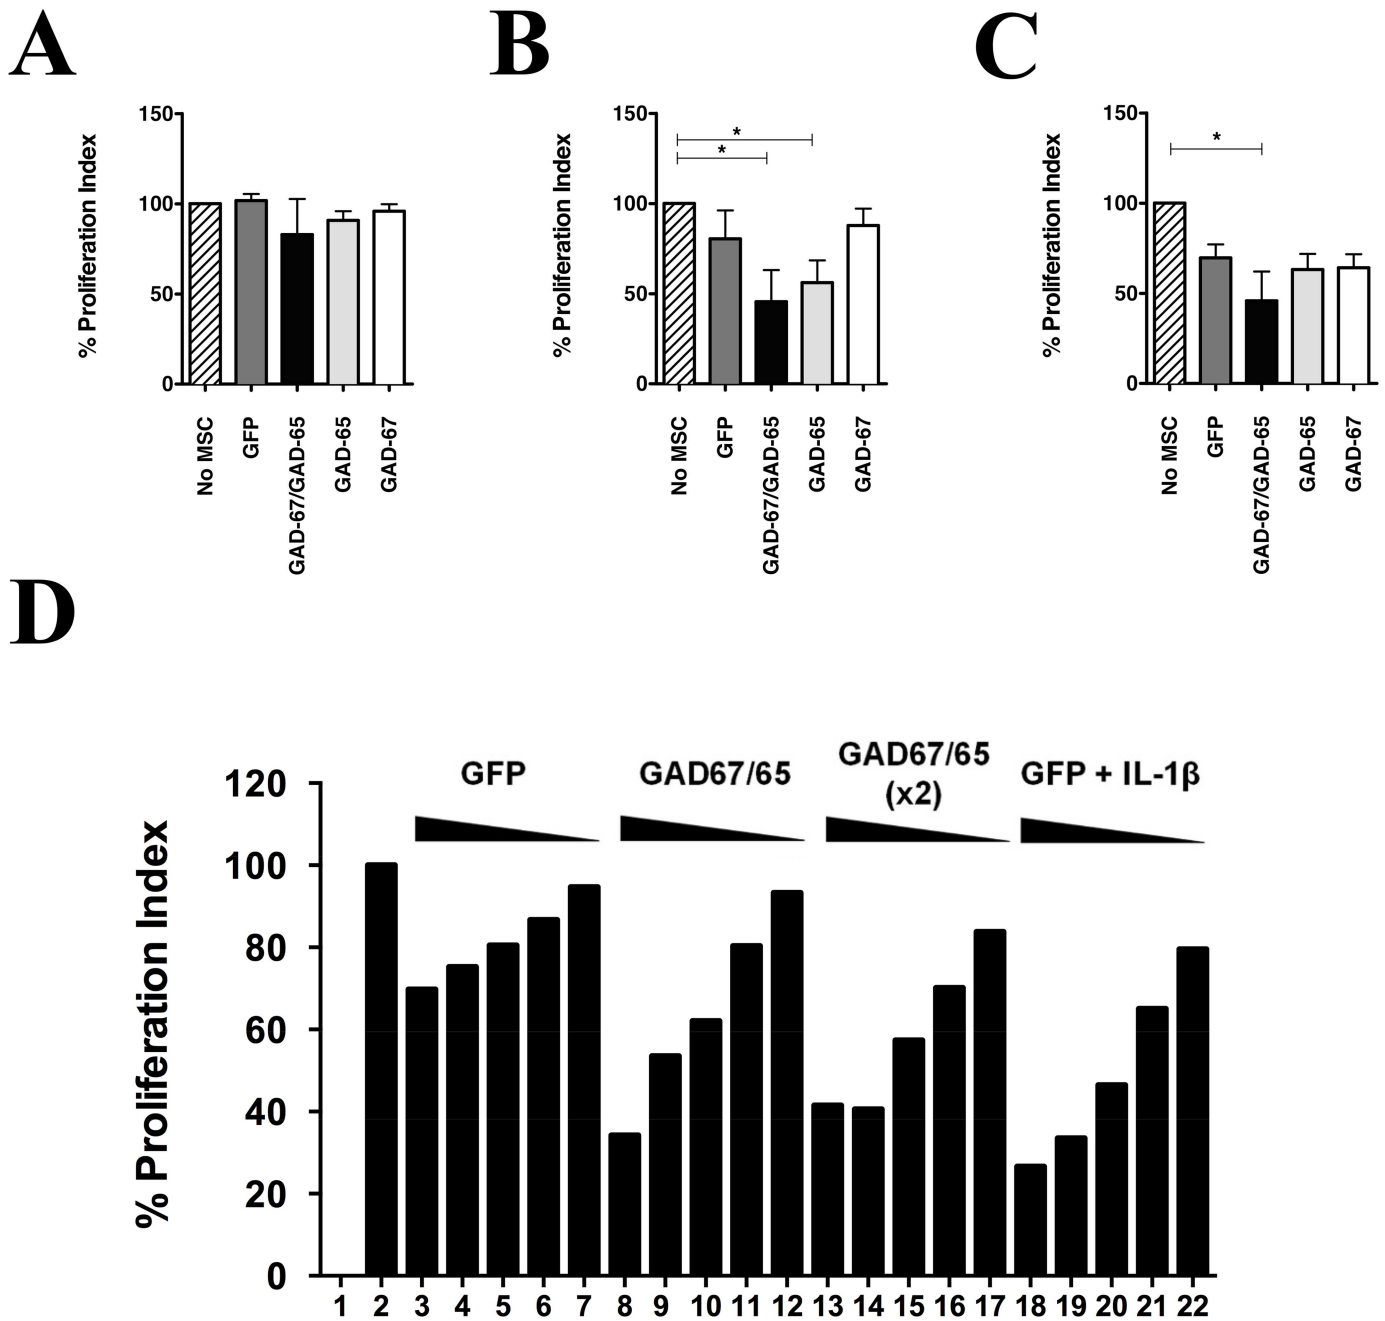 A
B
C
% Proliferation Index
150
100
50
0
No MSC
GFP
GAD-67/GAD-65
GAD-65
GAD-67
% Proliferation Index
150
100
50
0
*
*
No MSC
GFP
GAD-67/GAD-65
GAD-65
GAD-67
% Proliferation Index
150
100
50
0
*
No MSC
GFP
GAD-67/GAD-65
GAD-65
GAD-67
D
% Proliferation Index
120
100
80
60
40
20
0
GFP
GAD67/65
GAD67/65
(x2)
GFP + IL-1β
1 2 3 4 5 6 7 8 9 10 11 12 13 14 15 16 17 18 19 20 21 22